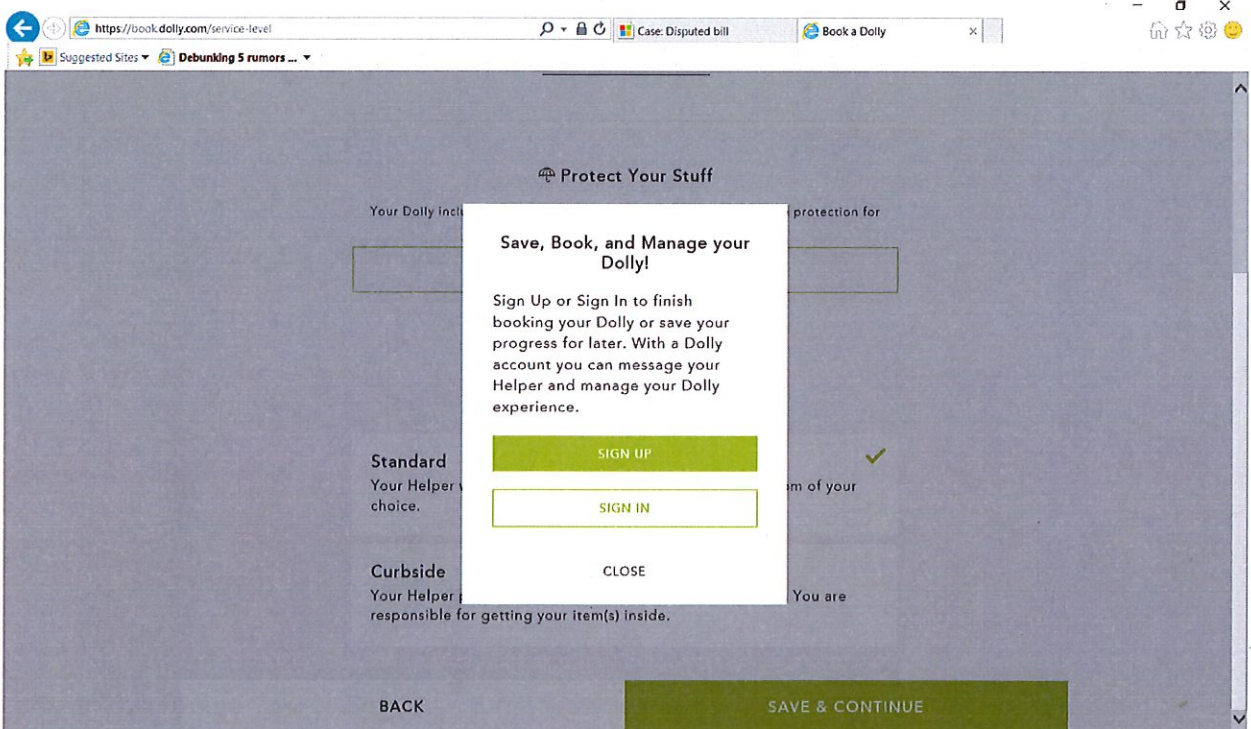 https://book.dolly.com/service-level
Case: Disputed bill
Book a Dolly
Suggested Sites
Debunking 5 rumors ...
Protect Your Stuff
Your Dolly protection for
Save, Book, and Manage your
Dolly!
Sign Up or Sign In to finish
booking your Dolly or save your
progress for later. With a Dolly
account you can message your
Helper and manage your Dolly
experience.
SIGN UP
Standard
Your Helper of your
choice.
SIGN IN
Curbside
CLOSE
Your Helper You are
responsible for getting your item(s) inside.
BACK
SAVE & CONTINUE